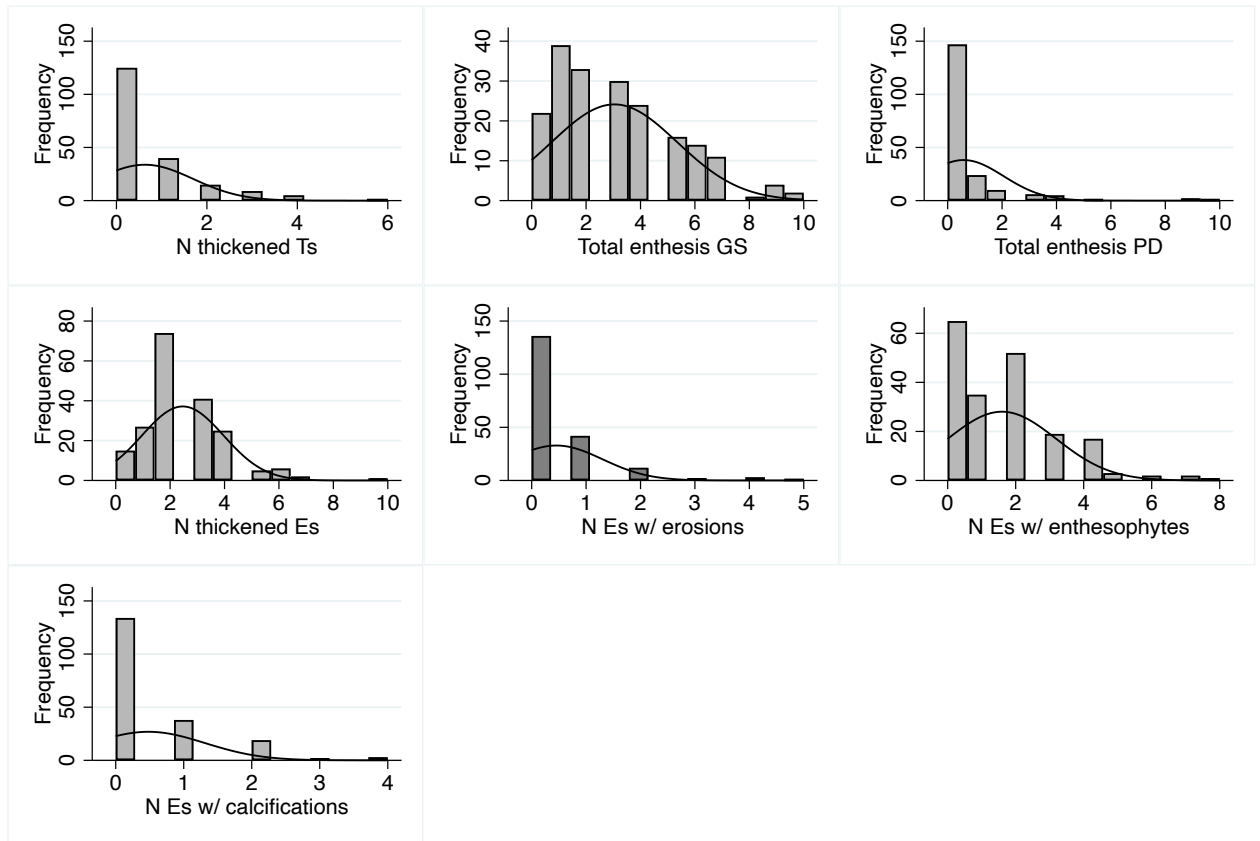 150
100
50
0
Frequency
0 2 4 6
N thickened Ts
40
30
20
10
0
Frequency
0 2 4 6 8 10
Total enthesis GS
150
100
50
0
Frequency
0 2 4 6 8 10
Total enthesis PD
80
60
40
20
0
Frequency
0 2 4 6 8 10
N thickened Es
150
100
50
0
Frequency
0 1 2 3 4 5
N Es w/ erosions
60
40
20
0
Frequency
0 2 4 6 8
N Es w/ enthesophytes
150
100
50
0
Frequency
0 1 2 3 4
N Es w/ calcifications